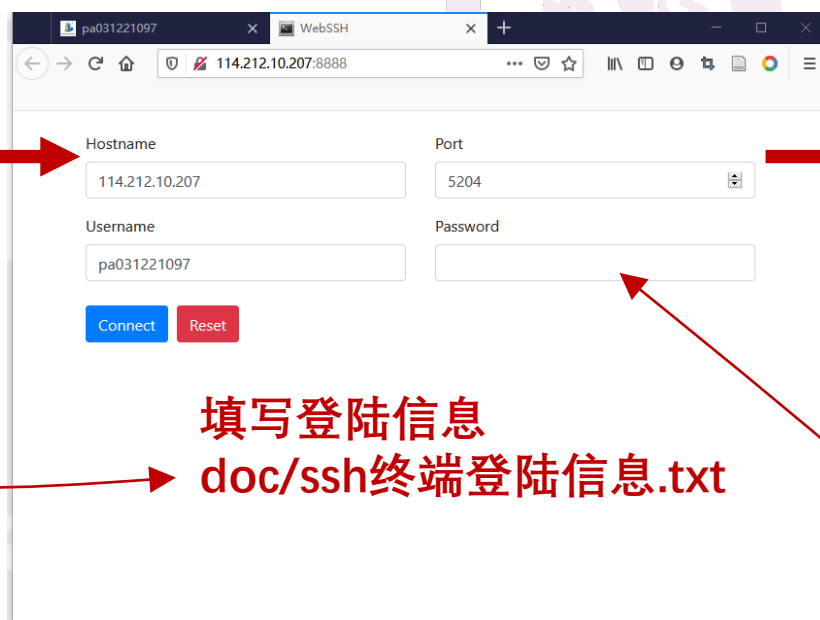 pa031221097
WebSSH
114.212.10.207:8888
Hostname
Port
114.212.10.207
5204
Username
Password
pa031221097
Connect
Reset
填写登陆信息
doc/ssh终端登陆信息.txt